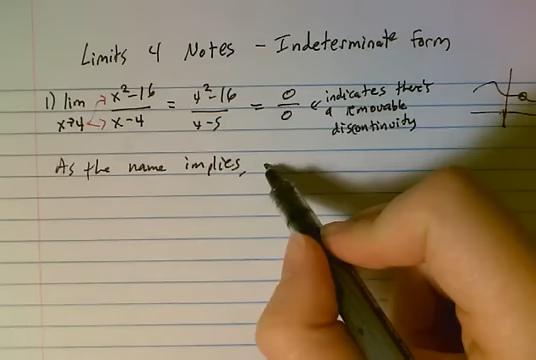 Limits 4 Notes - Indeterminate Form
1) lim x→4 x²-16 / x-4 = 4²-16 / 4-5 = 0/0 ← indicates there's
a removable
discontinuity
As the name implies,